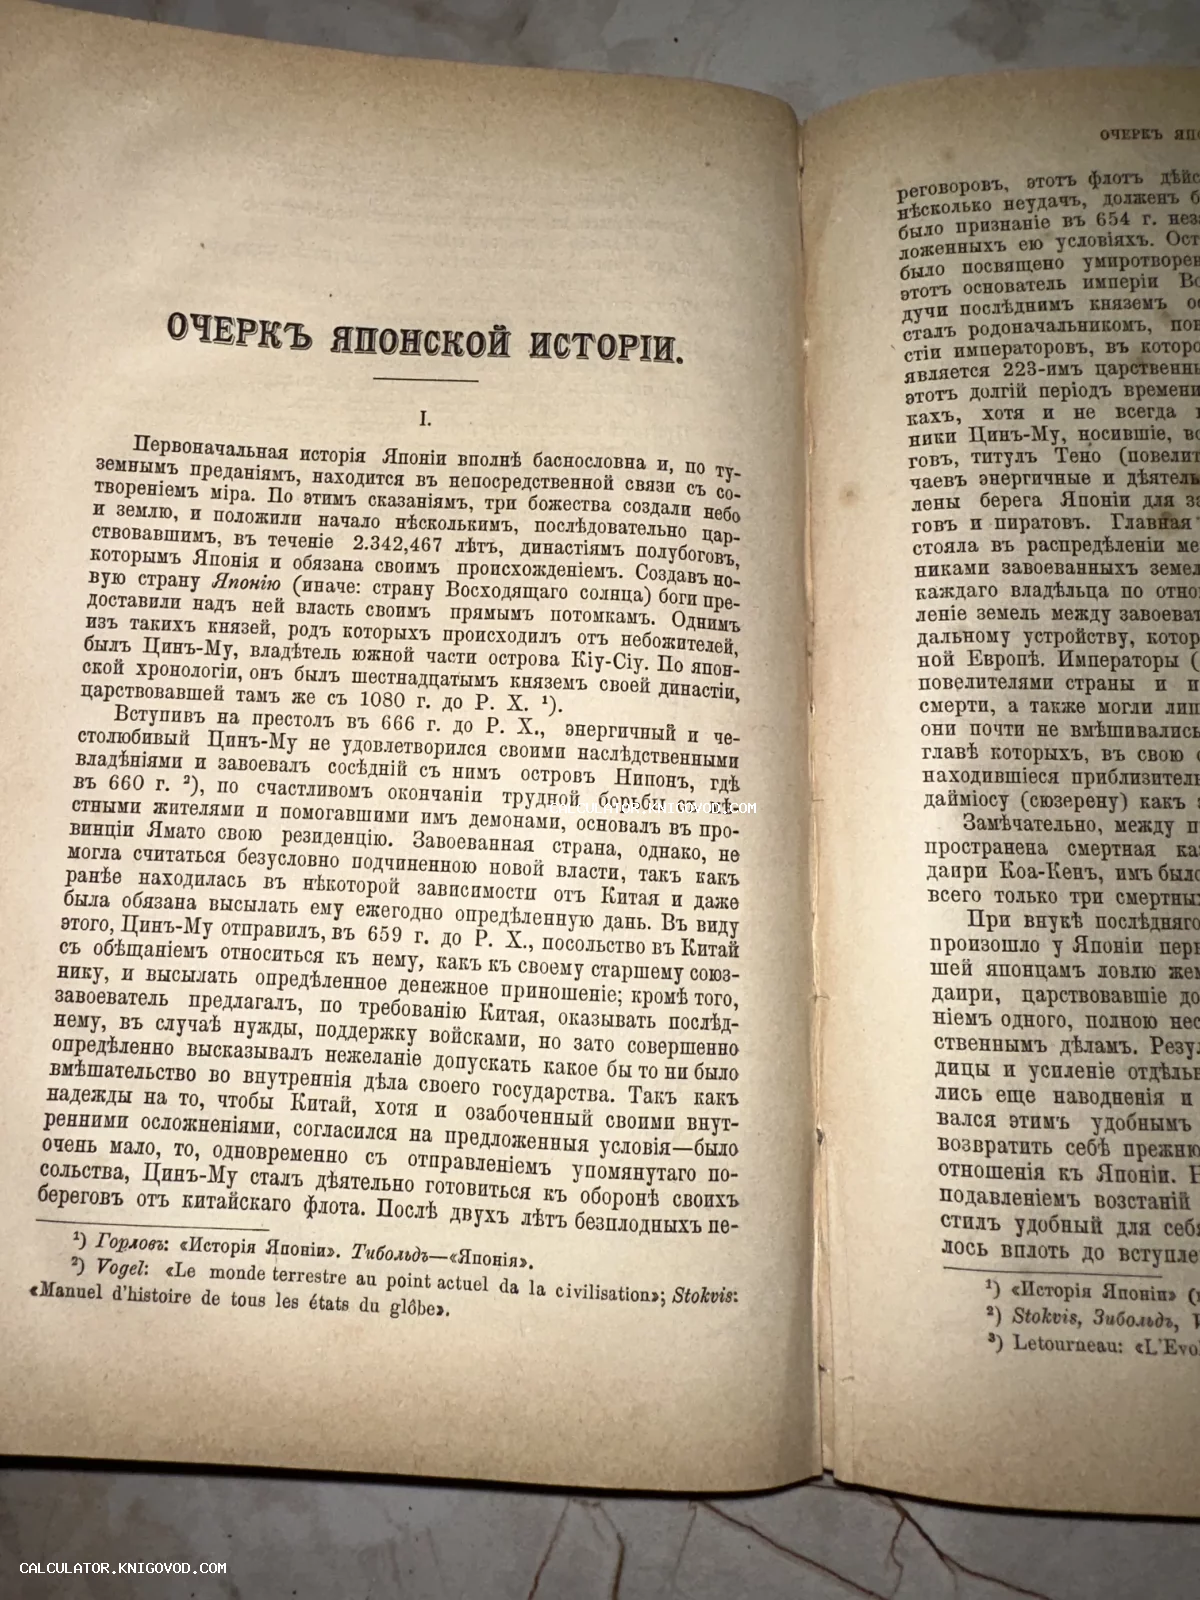 ОЧЕРКЪ ЯПОНСКОЙ ИСТОРІИ.
I.
Первоначальная исторія Японіи вполнѣ баснословна и, по ту-
земнымъ преданіямъ, находится въ непосредственной связи съ со-
твореніемъ міра. По этимъ сказаніямъ, три божества создали небо
и землю, и положили начало нѣсколькимъ, послѣдовательно цар-
ствовавшимъ, въ теченіе 2.342,467 лѣтъ, династіямъ полубоговъ,
которымъ Японія и обязана своимъ происхожденіемъ. Создавъ но-
вую страну Японію (иначе: страну Восходящаго солнца) боги пре-
доставили надъ ней власть своимъ прямымъ потомкамъ. Однимъ
изъ такихъ князей, родъ которыхъ происходилъ отъ небожителей,
былъ Цинъ-Му, владѣтель южной части острова Кіу-Сіу. По япон-
ской хронологіи, онъ былъ шестнадцатымъ княземъ своей династіи,
царствовавшей тамъ же съ 1080 г. до Р. Х. ¹).
Вступивъ на престолъ въ 666 г. до Р. Х., энергичный и че-
столюбивый Цинъ-Му не удовлетворился своими наслѣдственными
владѣніями и завоевалъ сосѣдній съ нимъ островъ Нипонъ, гдѣ
въ 660 г. ²), по счастливомъ окончаніи трудной борьбы съ мѣ-
стными жителями и помогавшими имъ демонами, основалъ въ про-
винціи Ямато свою резиденцію. Завоеванная страна, однако, не
могла считаться безусловно подчиненною новой власти, такъ какъ
ранѣе находилась въ нѣкоторой зависимости отъ Китая и даже
была обязана высылать ему ежегодно опредѣленную дань. Въ виду
этого, Цинъ-Му отправилъ, въ 659 г. до Р. Х., посольство въ Китай
съ обѣщаніемъ относиться къ нему, какъ къ своему старшему союз-
нику, и высылать опредѣленное денежное приношеніе; кромѣ того,
завоеватель предлагалъ, по требованію Китая, оказывать послѣд-
нему, въ случаѣ нужды, поддержку войсками, но зато совершенно
опредѣленно высказывалъ нежеланіе допускать какое бы то ни было
вмѣшательство во внутреннія дѣла своего государства. Такъ какъ
надежды на то, чтобы Китай, хотя и озабоченный своими внут-
ренними осложненіями, согласился на предложенныя условія—было
очень мало, то, одновременно съ отправленіемъ упомянутаго по-
сольства, Цинъ-Му сталъ дѣятельно готовиться къ оборонѣ своихъ
береговъ отъ китайскаго флота. Послѣ двухъ лѣтъ безплодныхъ пе-
¹) Горловъ: «Исторія Японіи». Тибольдъ—«Японія».
²) Vogel: «Le monde terrestre au point actuel da la civilisation»; Stokvis:
«Manuel d'histoire de tous les états du glôbe».
ОЧЕРКЪ
реговоровъ, этотъ флотъ
нѣсколько неудачъ, долженъ
было признаніе въ 654 г.
ложенныхъ ею условіяхъ.
было посвящено
этотъ основатель имперіи
дучи послѣднимъ княземъ
сталъ родоначальникомъ,
стіи императоровъ, въ
является 223-имъ
этотъ долгій періодъ времени
кахъ, хотя и не всегда
ники Цинъ-Му, носившіе,
говъ, титулъ Тено
чаевъ энергичные и
лены берега Японіи для
говъ и пиратовъ. Главная
стояла въ распредѣленіи
никами завоеванныхъ
каждаго владѣльца по
леніе земель между
дальному устройству,
ной Европѣ. Императоры
повелителями страны и
смерти, а также могли
они почти не
главѣ которыхъ, въ свою
находившіеся
дайміосу (сюзерену) какъ
Замѣчательно, между
пространена смертная
даири Коа-Кенъ, имъ
всего только три
При внукѣ
произошло у Японіи
шей японцамъ ловлю
даири, царствовавшіе
ніемъ одного, полною
ственнымъ дѣламъ.
дицы и усиленіе
лись еще наводненія и
вался этимъ удобнымъ
возвратить себѣ
отношенія къ Японіи.
подавленіемъ возстаній
стилъ удобный для
лось вплоть до
¹) «Исторія Японіи»
²) Stokvis, Зибольдъ,
³) Letourneau:
CALCULATOR.KNIGOVOD.COM
CALCULATOR.KNIGOVOD.COM